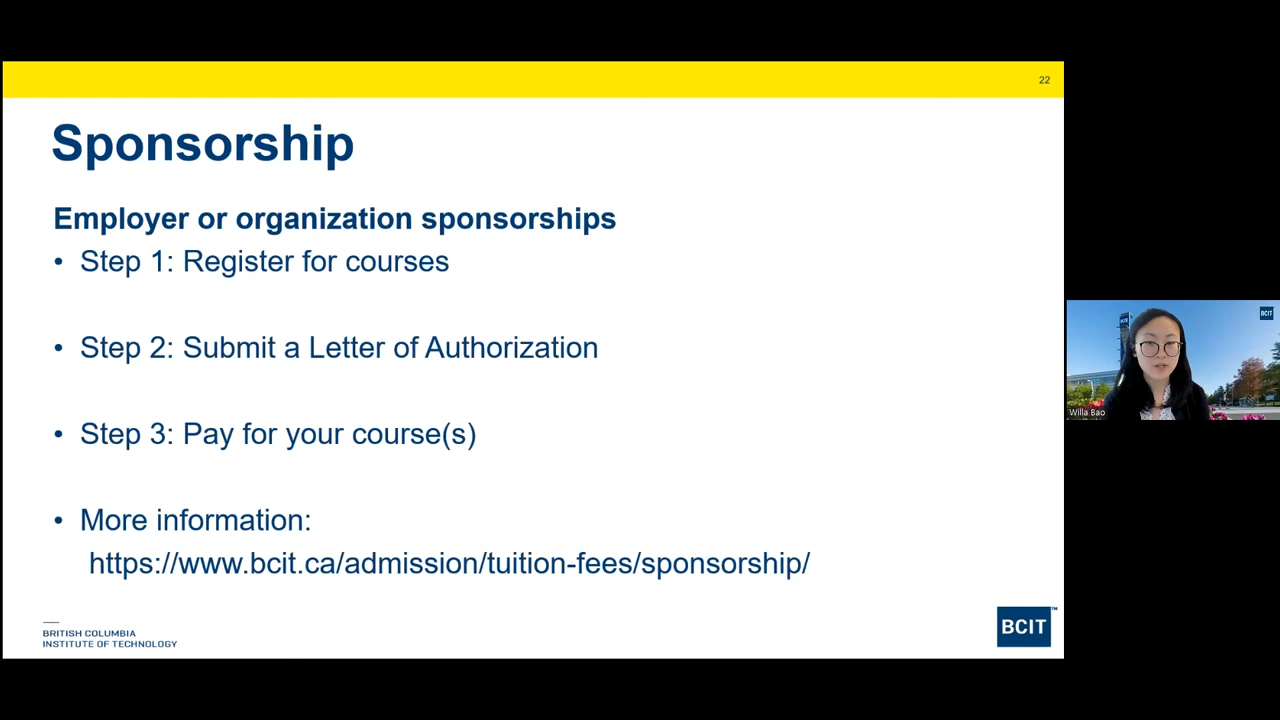 22
Sponsorship
Employer or organization sponsorships
• Step 1: Register for courses
• Step 2: Submit a Letter of Authorization
• Step 3: Pay for your course(s)
• More information:
https://www.bcit.ca/admission/tuition-fees/sponsorship/
BRITISH COLUMBIA
INSTITUTE OF TECHNOLOGY
BCIT™
BCIT
Willa Bao